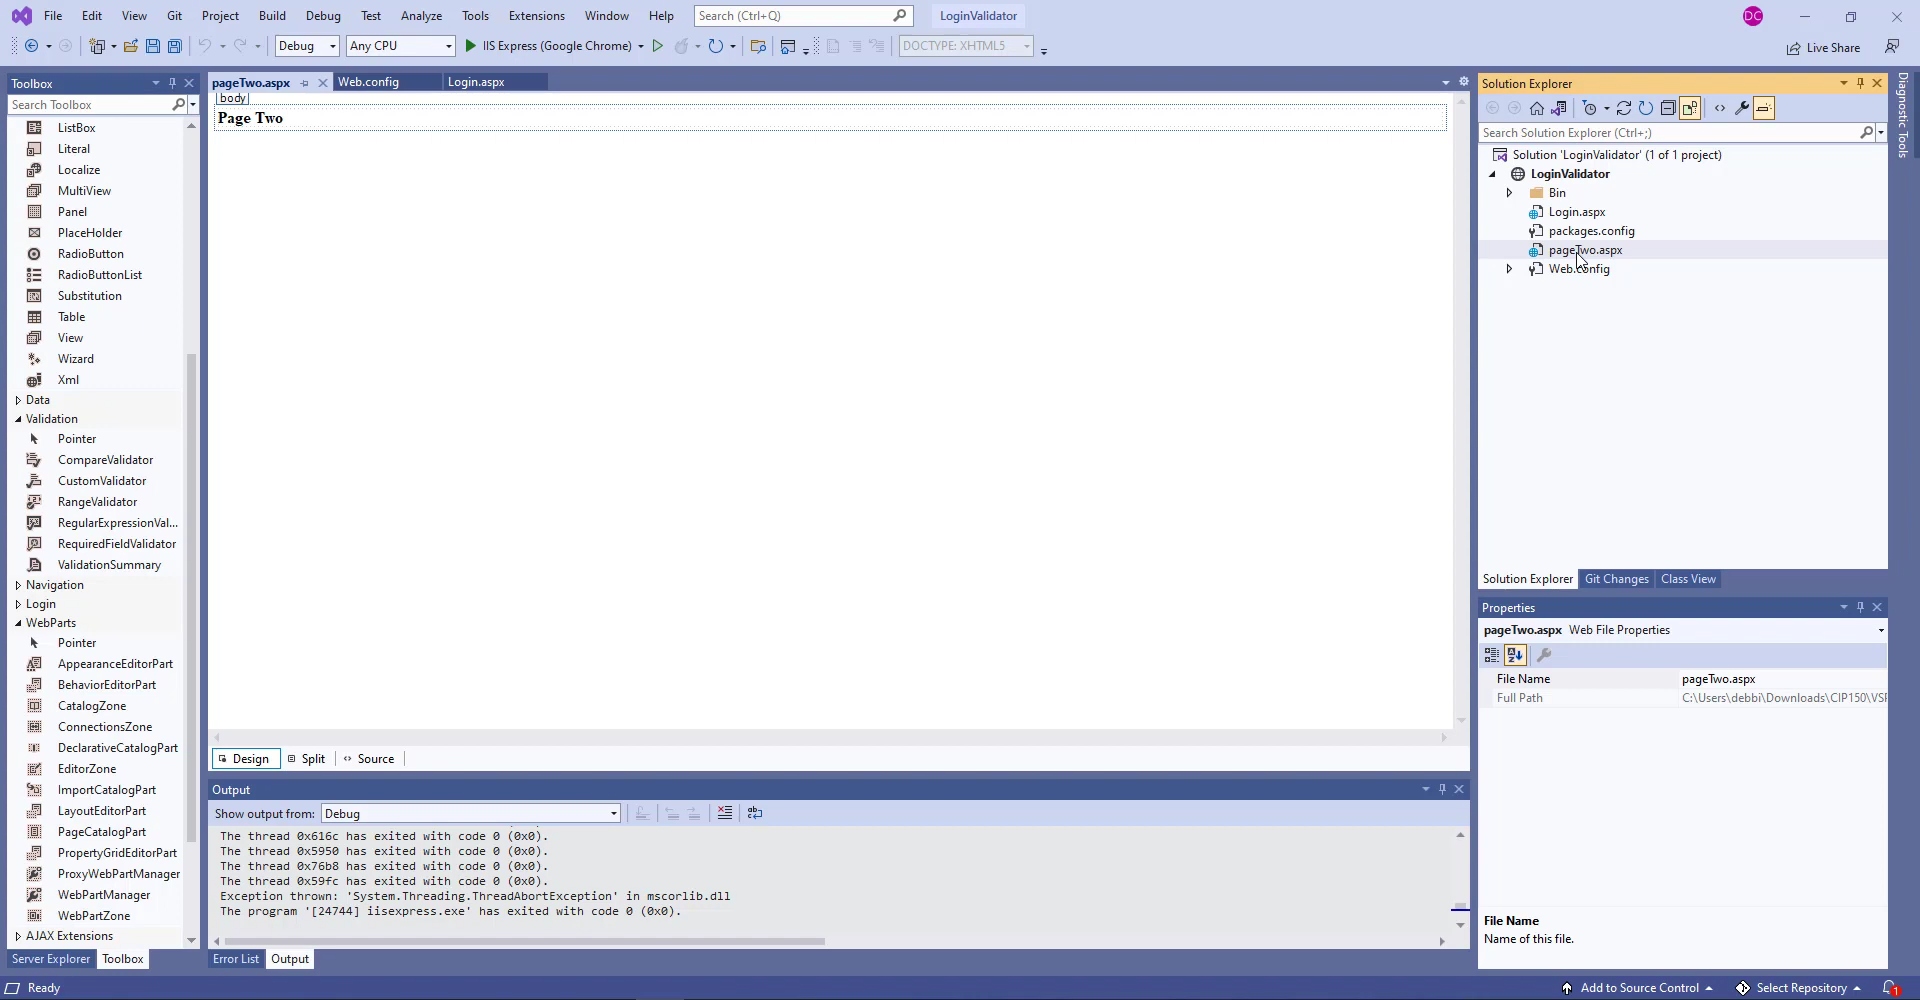 File Edit View Git Project Build Debug Test Analyze Tools Extensions Window Help Search (Ctrl+Q) LoginValidator DC
Debug Any CPU IIS Express (Google Chrome) DOCTYPE: XHTML5 Live Share
Toolbox
Search Toolbox
ListBox
Literal
Localize
MultiView
Panel
PlaceHolder
RadioButton
RadioButtonList
Substitution
Table
View
Wizard
Xml
Data
Validation
Pointer
CompareValidator
CustomValidator
RangeValidator
RegularExpressionVal...
RequiredFieldValidator
ValidationSummary
Navigation
Login
WebParts
Pointer
AppearanceEditorPart
BehaviorEditorPart
CatalogZone
ConnectionsZone
DeclarativeCatalogPart
EditorZone
ImportCatalogPart
LayoutEditorPart
PageCatalogPart
PropertyGridEditorPart
ProxyWebPartManager
WebPartManager
WebPartZone
AJAX Extensions
Server Explorer Toolbox
pageTwo.aspx Web.config Login.aspx
body
Page Two
Design Split Source
Output
Show output from: Debug
The thread 0x616c has exited with code 0 (0x0).
The thread 0x5950 has exited with code 0 (0x0).
The thread 0x76b8 has exited with code 0 (0x0).
The thread 0x59fc has exited with code 0 (0x0).
Exception thrown: 'System.Threading.ThreadAbortException' in mscorlib.dll
The program '[24744] iisexpress.exe' has exited with code 0 (0x0).
Error List Output
Solution Explorer
Search Solution Explorer (Ctrl+;)
Solution 'LoginValidator' (1 of 1 project)
LoginValidator
Bin
Login.aspx
packages.config
pageTwo.aspx
Web.config
Solution Explorer Git Changes Class View
Properties
pageTwo.aspx Web File Properties
File Name pageTwo.aspx
Full Path C:\Users\debbi\Downloads\CIP150\VSP
File Name
Name of this file.
Diagnostic Tools
Ready Add to Source Control Select Repository 1